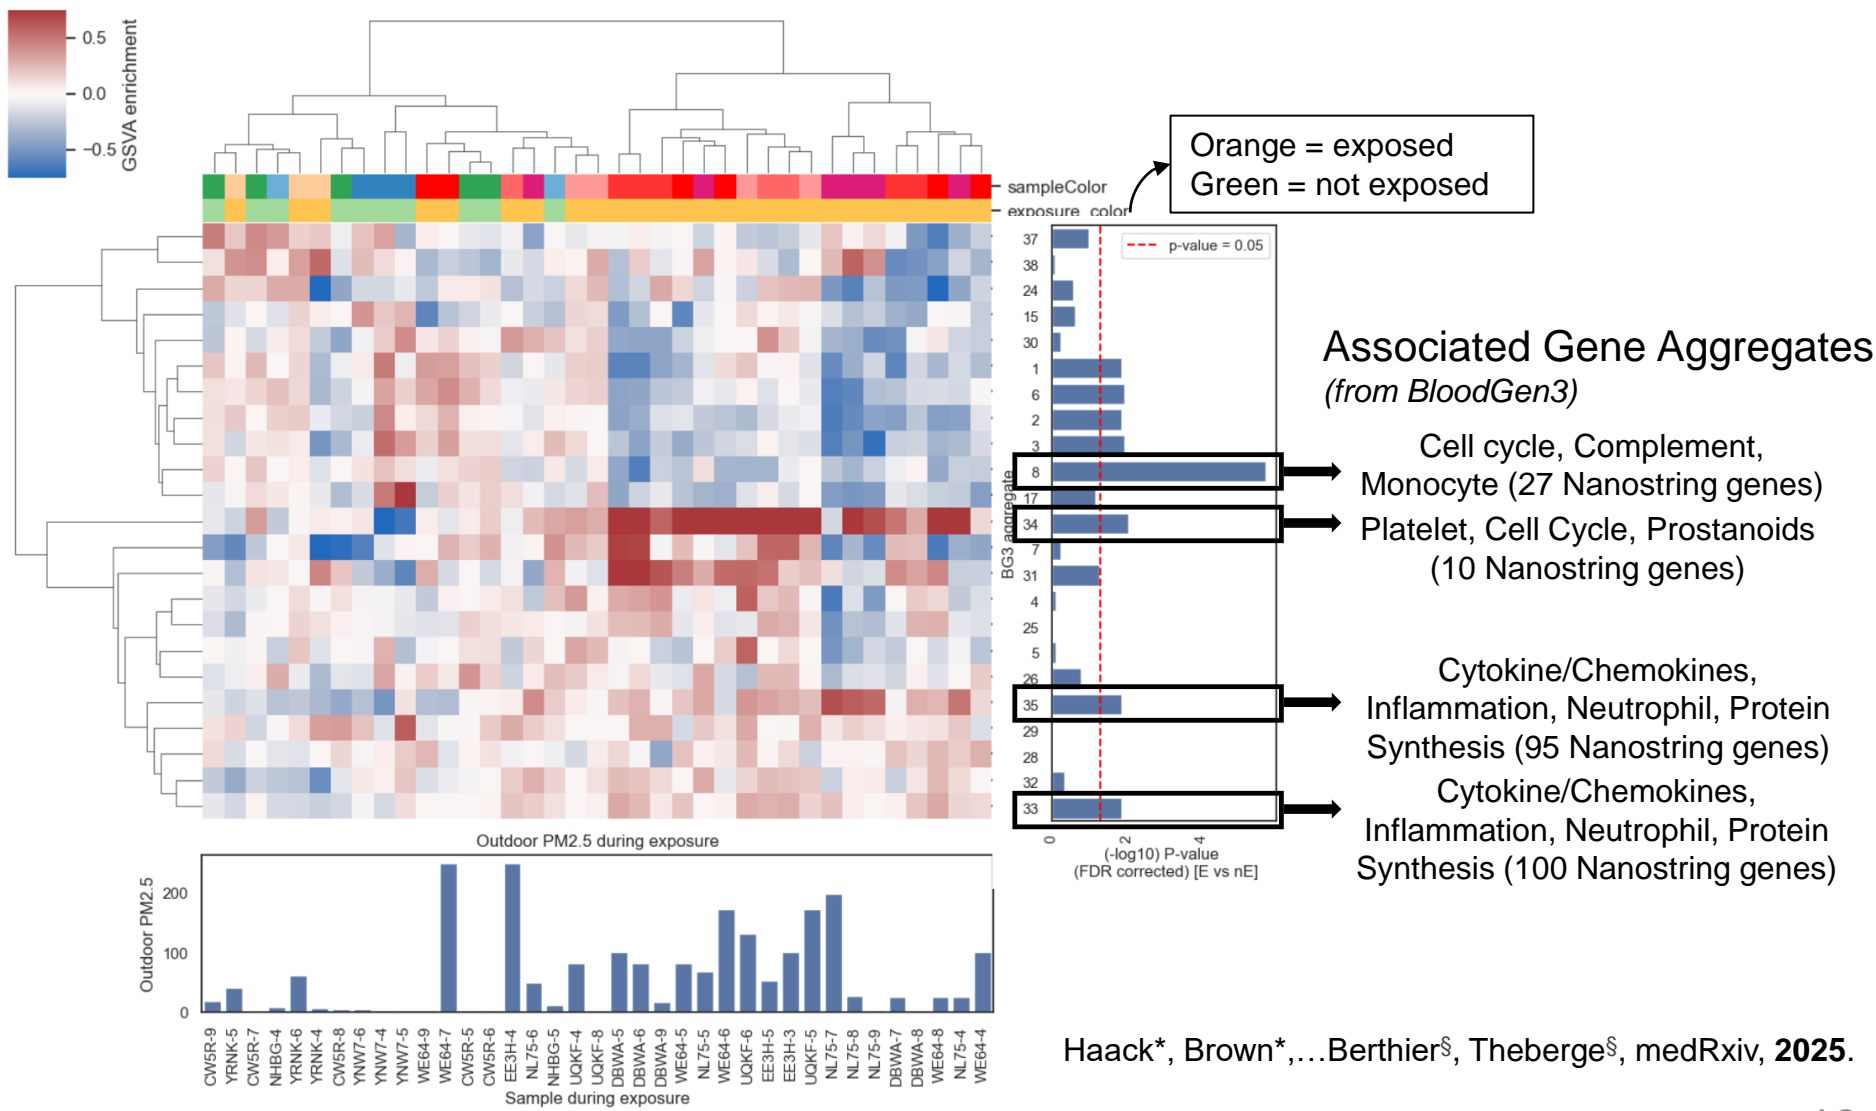 0.5
0.0
−0.5
GSVA enrichment
Orange = exposed
Green = not exposed
sampleColor
exposure_color
p-value = 0.05
37
38
24
15
30
1
6
2
3
8
17
34
7
31
4
25
5
26
35
29
28
32
33
BG3 aggregate
0
2
4
(-log10) P-value
(FDR corrected) [E vs nE]
Associated Gene Aggregates
(from BloodGen3)
Cell cycle, Complement,
Monocyte (27 Nanostring genes)
Platelet, Cell Cycle, Prostanoids
(10 Nanostring genes)
Cytokine/Chemokines,
Inflammation, Neutrophil, Protein
Synthesis (95 Nanostring genes)
Cytokine/Chemokines,
Inflammation, Neutrophil, Protein
Synthesis (100 Nanostring genes)
Outdoor PM2.5 during exposure
Outdoor PM2.5
200
100
0
CW5R-9
YRNK-5
CW5R-7
NHBG-4
YRNK-6
YRNK-4
CW5R-8
YNW7-6
YNW7-4
YNW7-5
WE64-9
WE64-7
CW5R-5
CW5R-6
EE3H-4
NL75-6
NHBG-5
UQKF-4
UQKF-8
DBWA-5
DBWA-6
DBWA-9
WE64-5
NL75-5
WE64-6
UQKF-6
EE3H-5
EE3H-3
UQKF-5
NL75-7
NL75-8
NL75-9
DBWA-7
DBWA-8
WE64-8
NL75-4
WE64-4
Sample during exposure
Haack*, Brown*,…Berthier§, Theberge§, medRxiv, 2025.